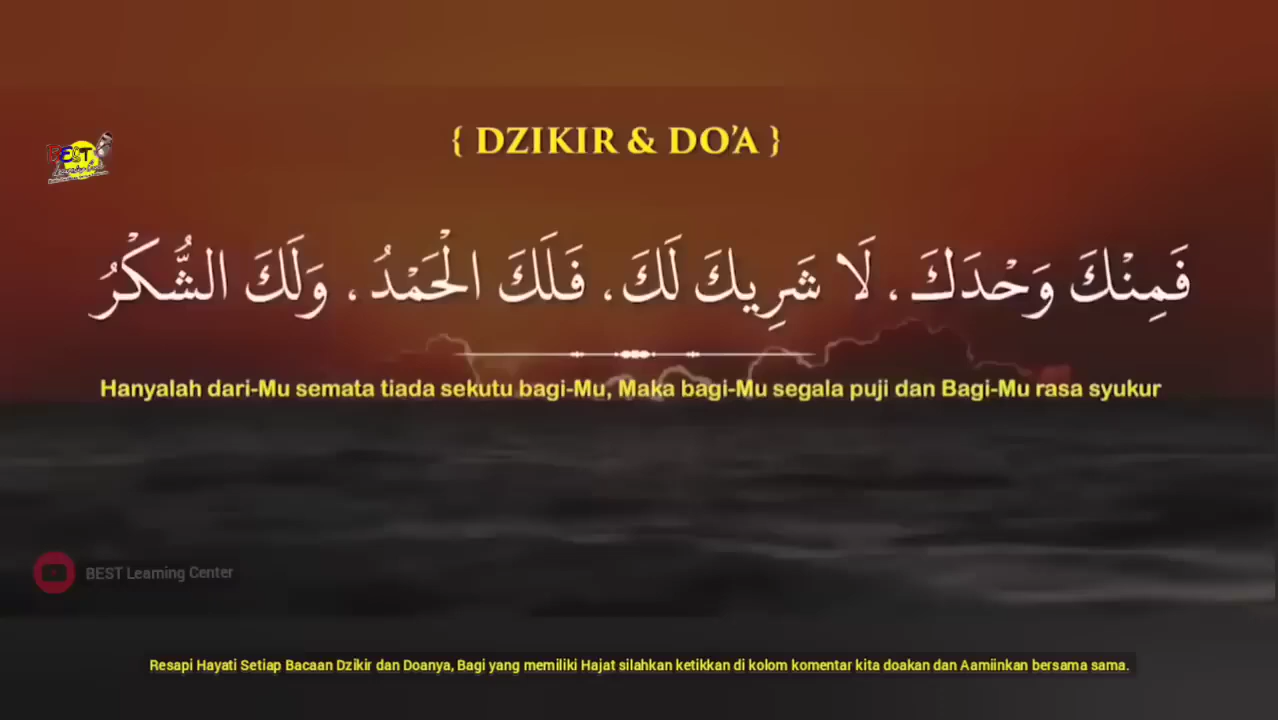 { DZIKIR & DO'A }
BEST
فَمِنْكَ وَحْدَكَ، لَا شَرِيكَ لَكَ، فَلَكَ الْحَمْدُ، وَلَكَ الشُّكْرُ
Hanyalah dari-Mu semata tiada sekutu bagi-Mu, Maka bagi-Mu segala puji dan Bagi-Mu rasa syukur
BEST Learning Center
Resapi Hayati Setiap Bacaan Dzikir dan Doanya, Bagi yang memiliki Hajat silahkan ketikkan di kolom komentar kita doakan dan Aamiinkan bersama sama.